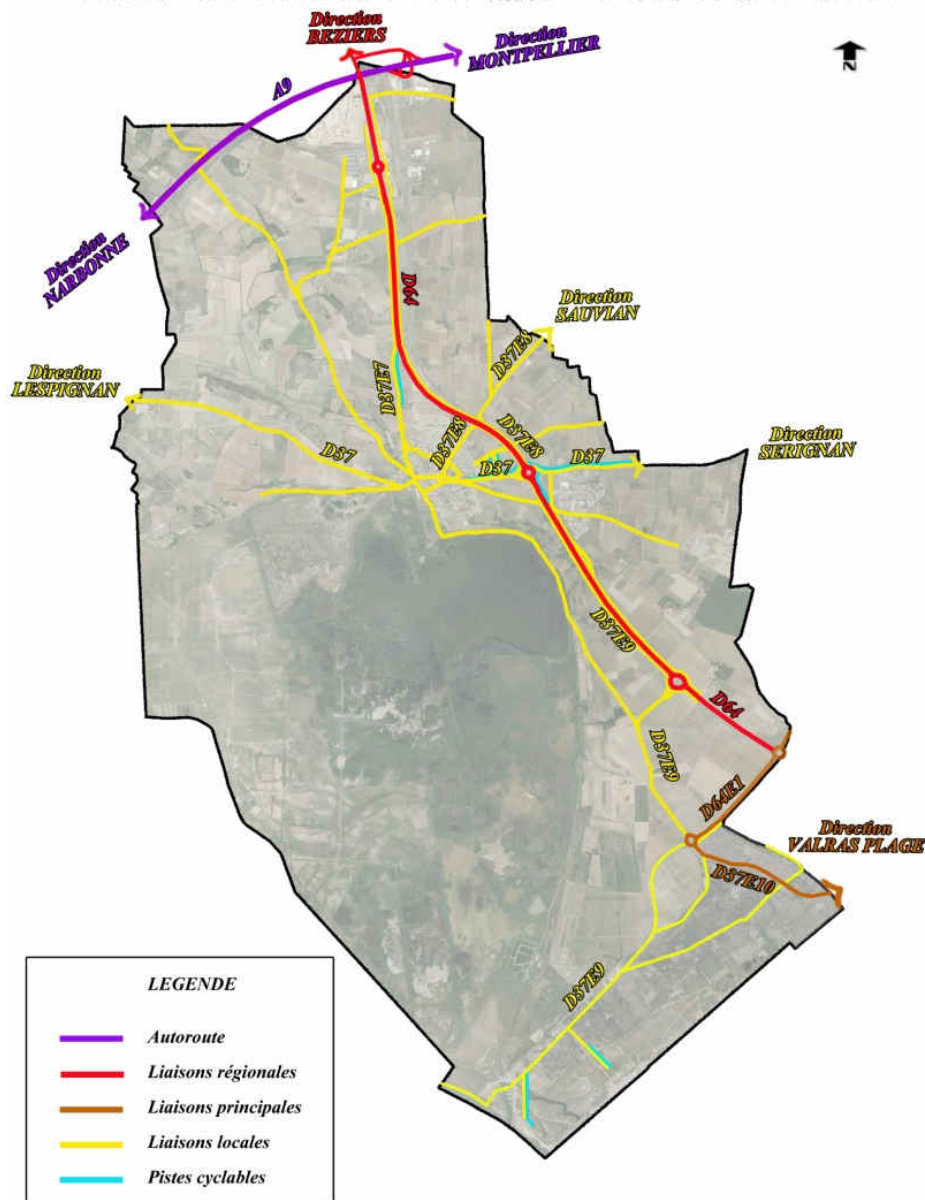 Direction
BEZIERS
Direction
MONTPELLIER
N
A9
Direction
NARBONNE
D64
Direction
SAUVIAN
D37E8
Direction
LESPIGNAN
D37E7
D37E8
D37E8
Direction
SERIGNAN
D37
D37
D37
D37E9
D64
D37E9
D64E1
Direction
VALRAS PLAGE
D37E10
D37E9
LEGENDE
Autoroute
Liaisons régionales
Liaisons principales
Liaisons locales
Pistes cyclables